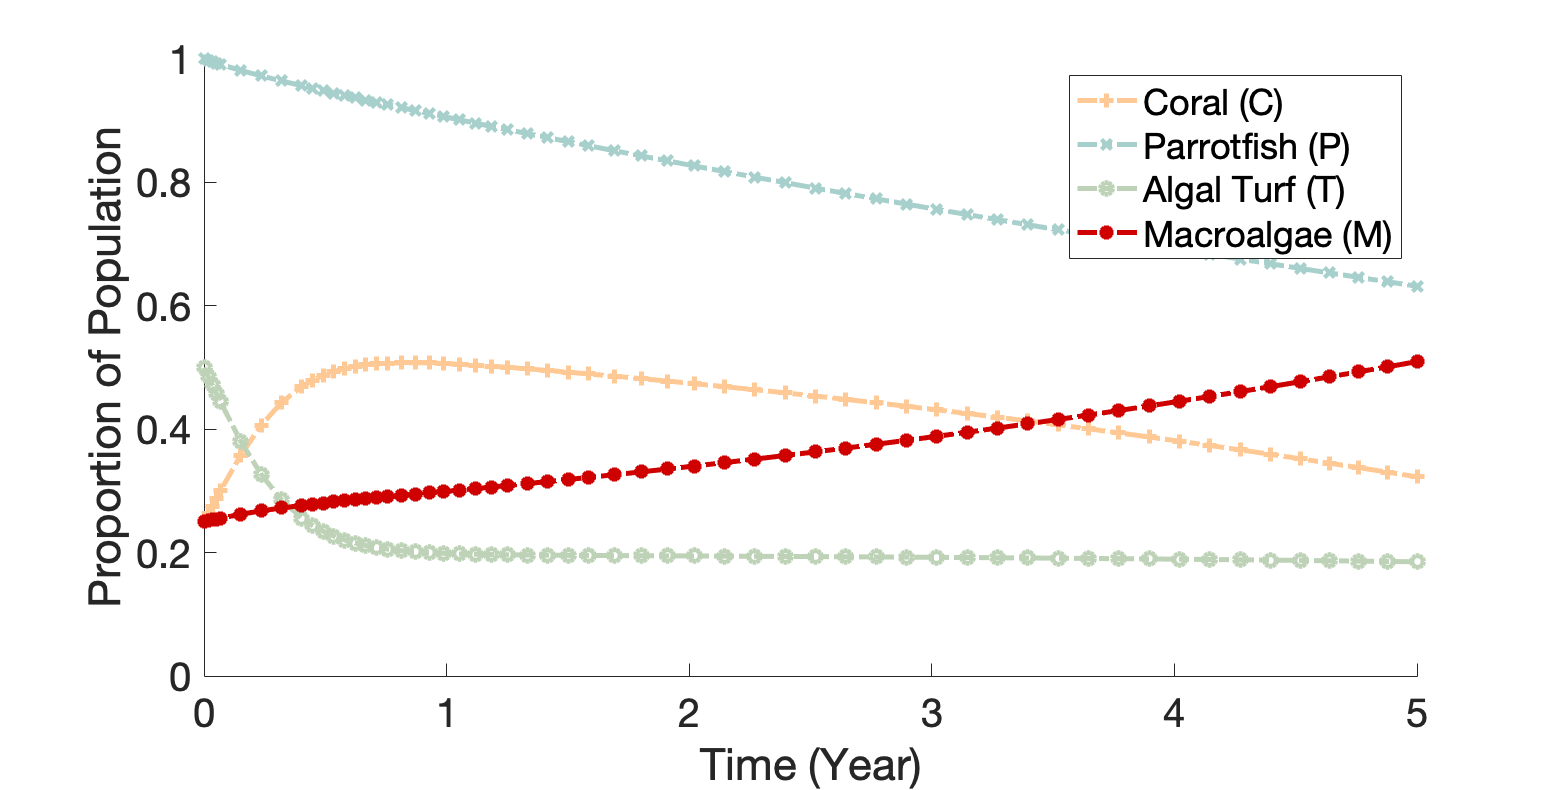 1
0.8
0.6
0.4
0.2
0
Proportion of Population
Coral (C)
Parrotfish (P)
Algal Turf (T)
Macroalgae (M)
0 1 2 3 4 5
Time (Year)